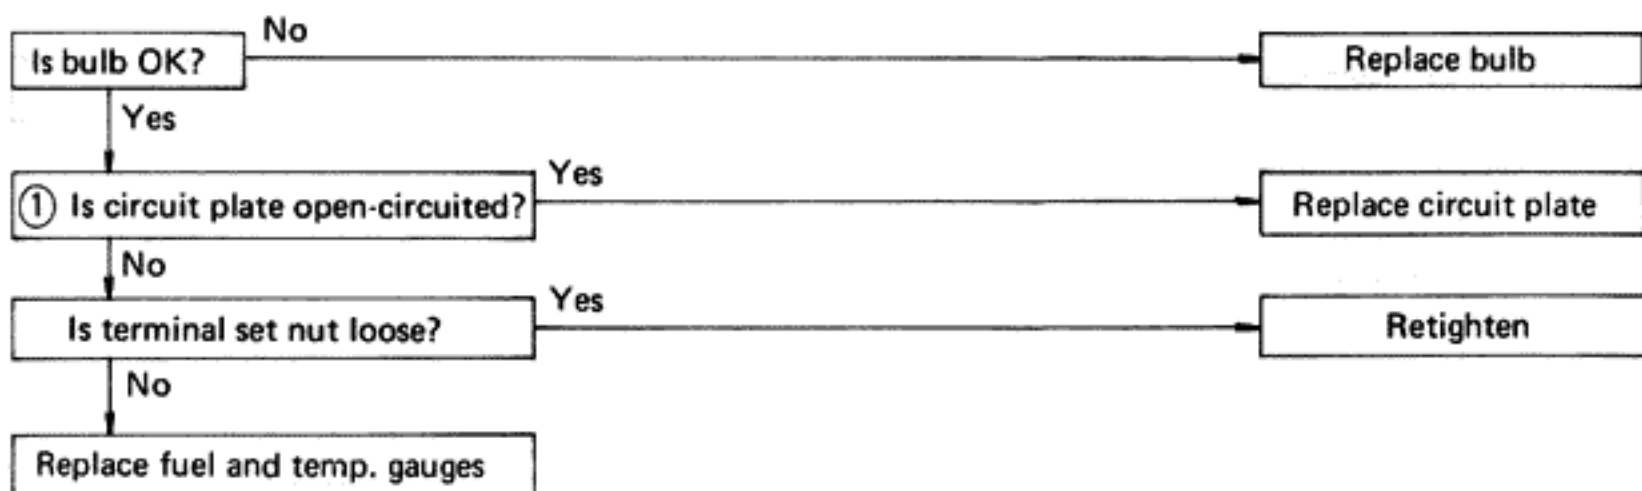 No
Is bulb OK?
Replace bulb
Yes
Yes
① Is circuit plate open-circuited?
Replace circuit plate
No
Yes
Is terminal set nut loose?
Retighten
No
Replace fuel and temp. gauges